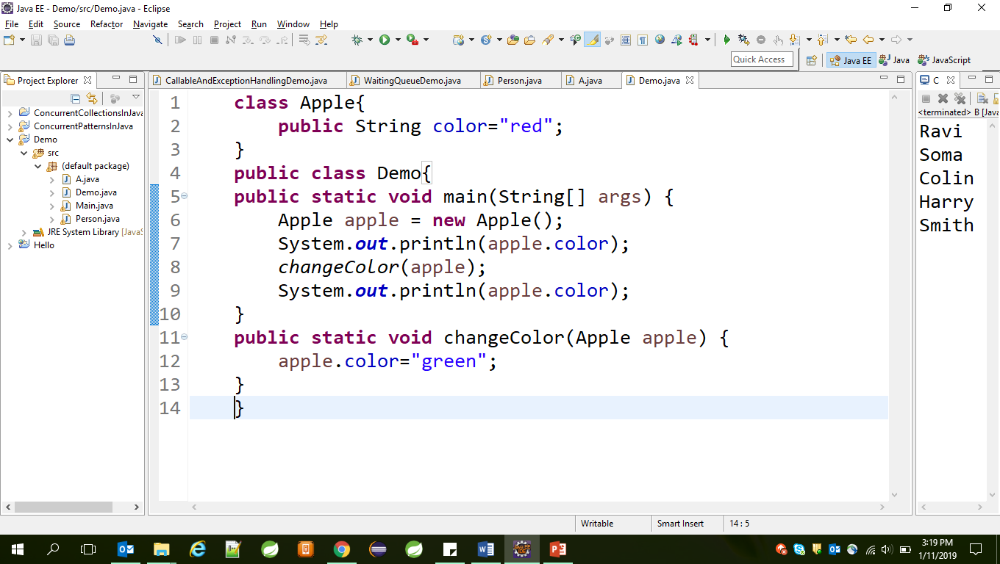 Java EE - Demo/src/Demo.java - Eclipse
File Edit Source Refactor Navigate Search Project Run Window Help
Quick Access
Java EE
Java
JavaScript
Project Explorer
CallableAndExceptionHandlingDemo.java
WaitingQueueDemo.java
Person.java
A.java
Demo.java
C
ConcurrentCollectionsInJava
ConcurrentPatternsInJava
Demo
src
(default package)
A.java
Demo.java
Main.java
Person.java
JRE System Library [JavaS
Hello
1 class Apple{
2 public String color="red";
3 }
4 public class Demo{
5 public static void main(String[] args) {
6 Apple apple = new Apple();
7 System.out.println(apple.color);
8 changeColor(apple);
9 System.out.println(apple.color);
10 }
11 public static void changeColor(Apple apple) {
12 apple.color="green";
13 }
14 }
<terminated> B [Java
Ravi
Soma
Colin
Harry
Smith
Writable
Smart Insert
14 : 5
3:19 PM
1/11/2019